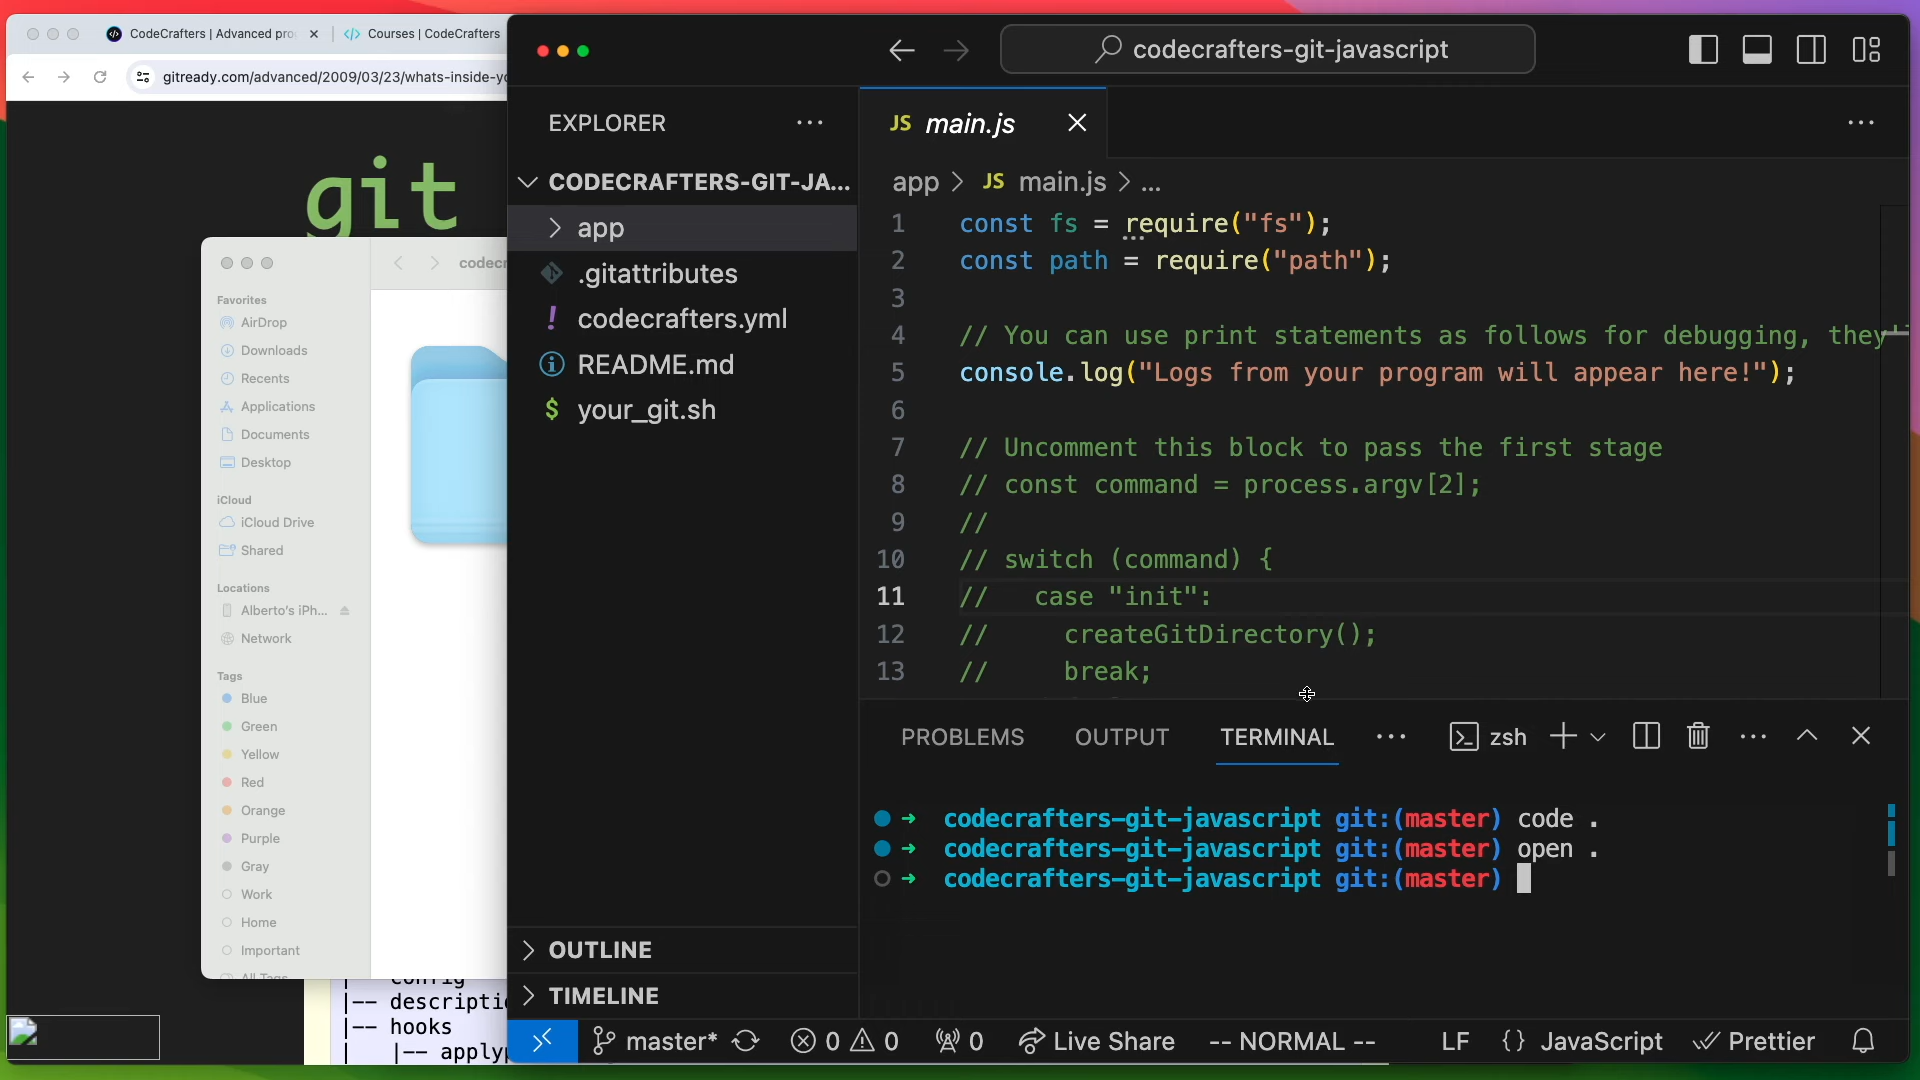 CodeCrafters | Advanced pro
Courses | CodeCrafters
gitready.com/advanced/2009/03/23/whats-inside-yo
git
codecr
Favorites
AirDrop
Downloads
Recents
Applications
Documents
Desktop
iCloud
iCloud Drive
Shared
Locations
Alberto's iPh...
Network
Tags
Blue
Green
Yellow
Red
Orange
Purple
Gray
Work
Home
Important
All Tags...
| config
|-- descriptio
|-- hooks
| |-- applyp
codecrafters-git-javascript
EXPLORER
CODECRAFTERS-GIT-JA...
app
.gitattributes
! codecrafters.yml
README.md
$ your_git.sh
OUTLINE
TIMELINE
JS main.js
app > JS main.js > ...
1 const fs = require("fs");
2 const path = require("path");
3
4 // You can use print statements as follows for debugging, they'
5 console.log("Logs from your program will appear here!");
6
7 // Uncomment this block to pass the first stage
8 // const command = process.argv[2];
9 //
10 // switch (command) {
11 // case "init":
12 // createGitDirectory();
13 // break;
PROBLEMS OUTPUT TERMINAL ... zsh
codecrafters-git-javascript git:(master) code .
codecrafters-git-javascript git:(master) open .
codecrafters-git-javascript git:(master)
master* 0 0 0 Live Share -- NORMAL -- LF {} JavaScript Prettier